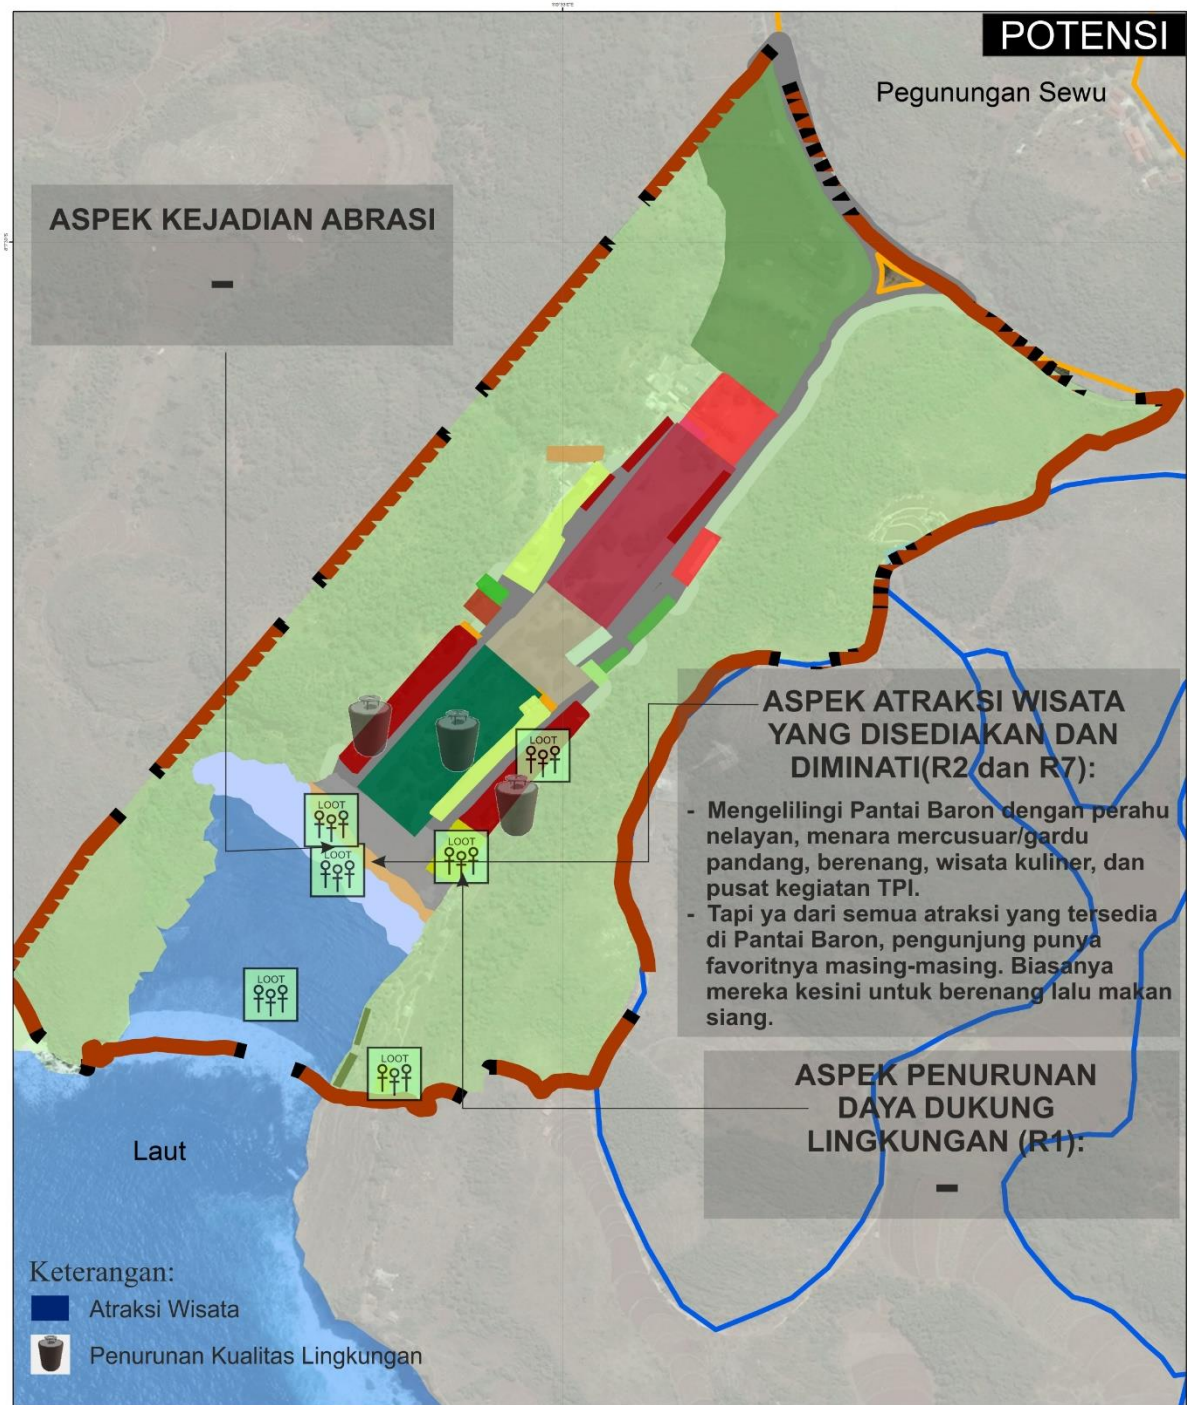 POTENSI
Pegunungan Sewu
ASPEK KEJADIAN ABRASI
-
LOOT
LOOT
LOOT
LOOT
LOOT
LOOT
ASPEK ATRAKSI WISATA
YANG DISEDIAKAN DAN
DIMINATI(R2 dan R7):
- Mengelilingi Pantai Baron dengan perahu
nelayan, menara mercusuar/gardu
pandang, berenang, wisata kuliner, dan
pusat kegiatan TPI.
- Tapi ya dari semua atraksi yang tersedia
di Pantai Baron, pengunjung punya
favoritnya masing-masing. Biasanya
mereka kesini untuk berenang lalu makan
siang.
ASPEK PENURUNAN
DAYA DUKUNG
LINGKUNGAN (R1):
-
Laut
Keterangan:
Atraksi Wisata
Penurunan Kualitas Lingkungan